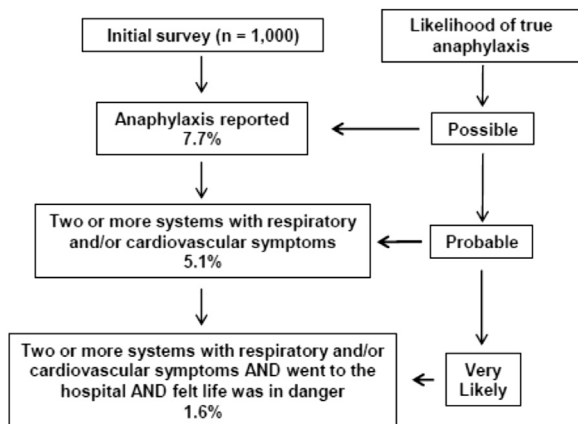 Initial survey (n = 1,000)
Likelihood of true
anaphylaxis
Anaphylaxis reported
7.7%
Possible
Two or more systems with respiratory
and/or cardiovascular symptoms
5.1%
Probable
Two or more systems with respiratory and/or
cardiovascular symptoms AND went to the
hospital AND felt life was in danger
1.6%
Very
Likely